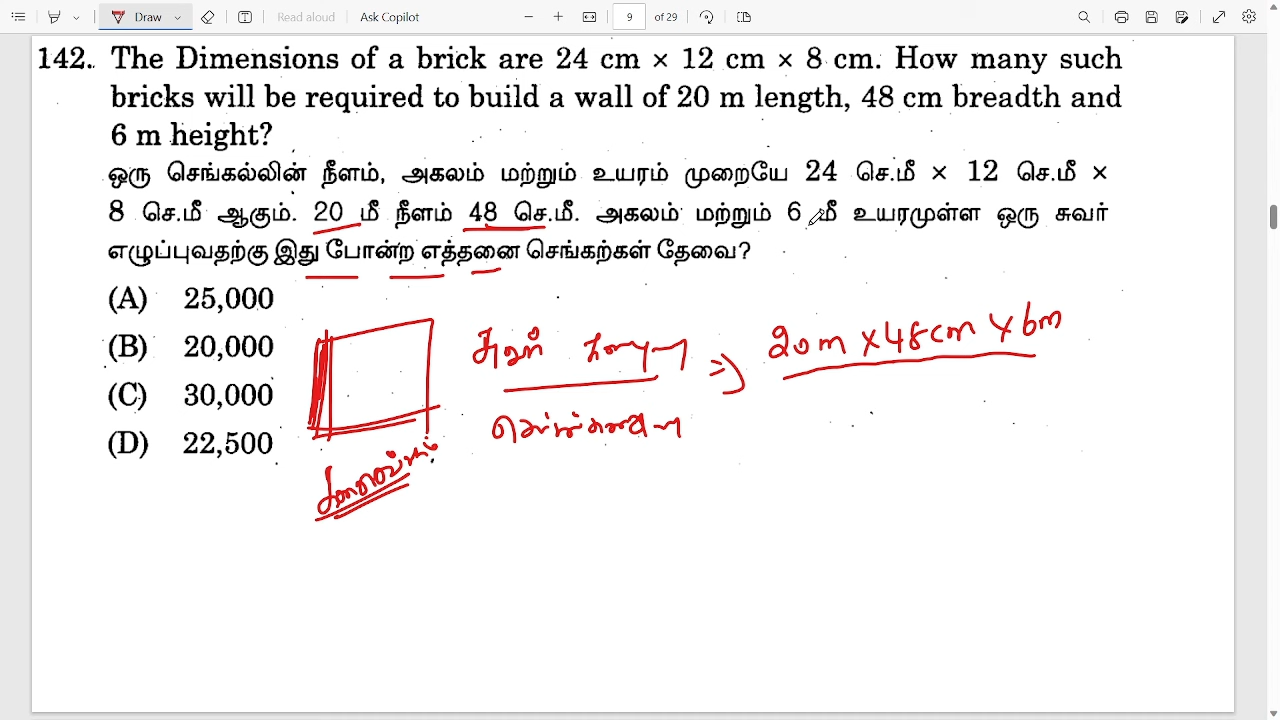 Draw
Read aloud
Ask Copilot
9 of 29
142. The Dimensions of a brick are 24 cm × 12 cm × 8 cm. How many such
bricks will be required to build a wall of 20 m length, 48 cm breadth and
6 m height?
ஒரு செங்கல்லின் நீளம், அகலம் மற்றும் உயரம் முறையே 24 செ.மீ × 12 செ.மீ ×
8 செ.மீ ஆகும். 20 மீ நீளம் 48 செ.மீ. அகலம் மற்றும் 6 மீ உயரமுள்ள ஒரு சுவர்
எழுப்புவதற்கு இது போன்ற எத்தனை செங்கற்கள் தேவை?
(A) 25,000
(B) 20,000
(C) 30,000
(D) 22,500
20m × 48cm × 6m